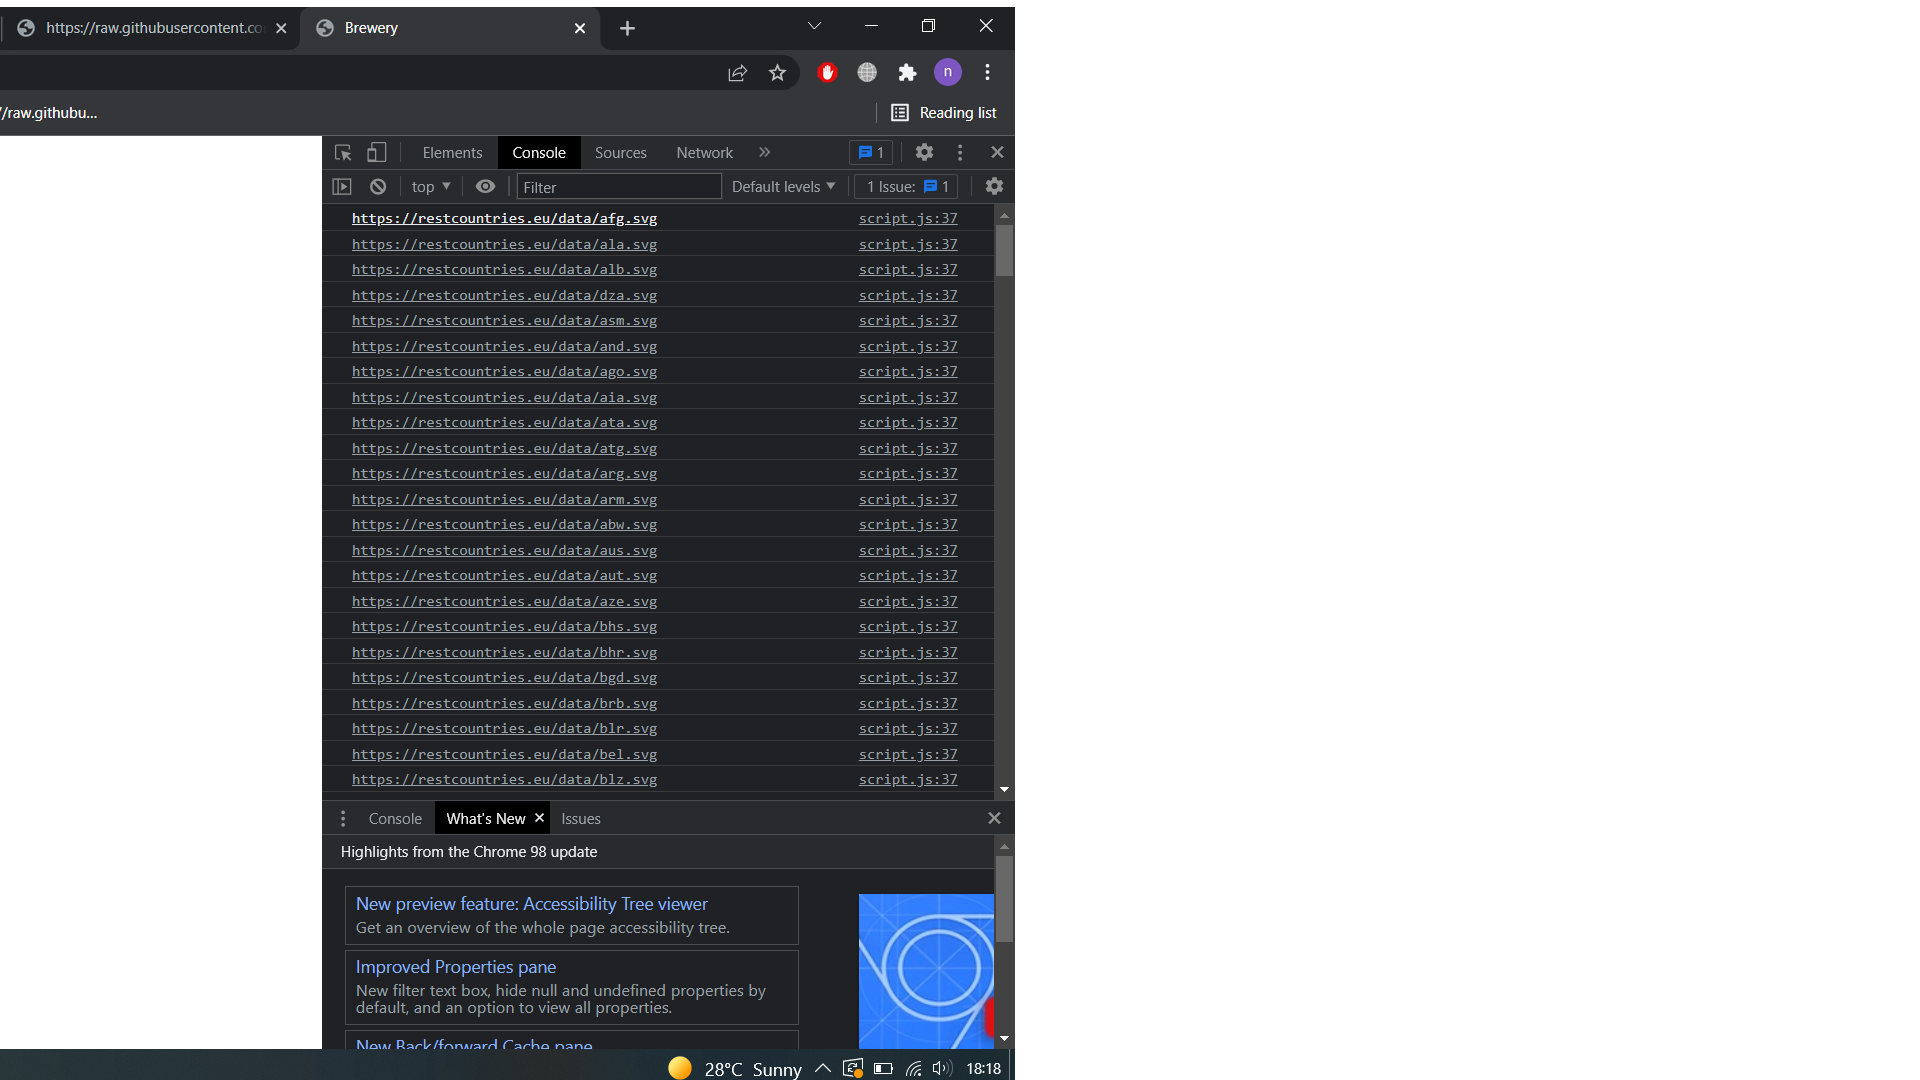 https://raw.githubusercontent.co
Brewery
n
/raw.githubu...
Reading list
Elements Console Sources Network 1
top Filter Default levels 1 Issue: 1
https://restcountries.eu/data/afg.svg script.js:37
https://restcountries.eu/data/ala.svg script.js:37
https://restcountries.eu/data/alb.svg script.js:37
https://restcountries.eu/data/dza.svg script.js:37
https://restcountries.eu/data/asm.svg script.js:37
https://restcountries.eu/data/and.svg script.js:37
https://restcountries.eu/data/ago.svg script.js:37
https://restcountries.eu/data/aia.svg script.js:37
https://restcountries.eu/data/ata.svg script.js:37
https://restcountries.eu/data/atg.svg script.js:37
https://restcountries.eu/data/arg.svg script.js:37
https://restcountries.eu/data/arm.svg script.js:37
https://restcountries.eu/data/abw.svg script.js:37
https://restcountries.eu/data/aus.svg script.js:37
https://restcountries.eu/data/aut.svg script.js:37
https://restcountries.eu/data/aze.svg script.js:37
https://restcountries.eu/data/bhs.svg script.js:37
https://restcountries.eu/data/bhr.svg script.js:37
https://restcountries.eu/data/bgd.svg script.js:37
https://restcountries.eu/data/brb.svg script.js:37
https://restcountries.eu/data/blr.svg script.js:37
https://restcountries.eu/data/bel.svg script.js:37
https://restcountries.eu/data/blz.svg script.js:37
Console What's New Issues
Highlights from the Chrome 98 update
New preview feature: Accessibility Tree viewer
Get an overview of the whole page accessibility tree.
Improved Properties pane
New filter text box, hide null and undefined properties by
default, and an option to view all properties.
New Back/forward Cache pane
28°C Sunny 18:18